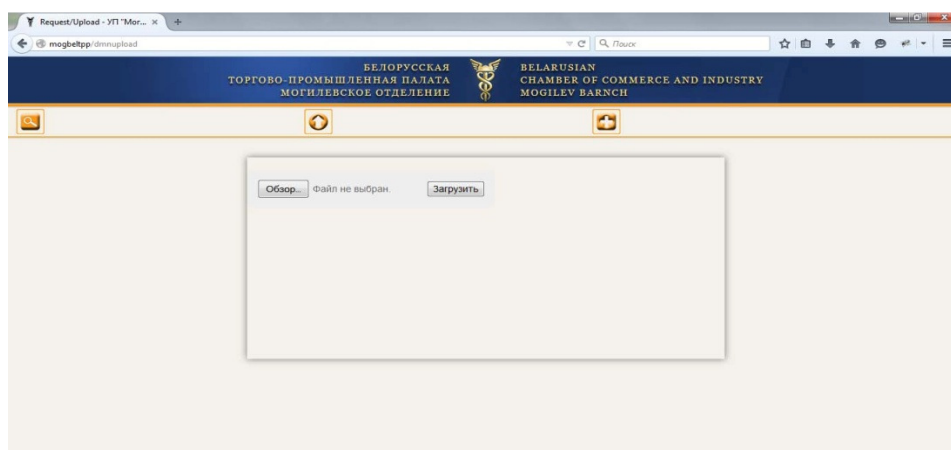 Request/Upload - УП "Мог...
mogbeltpp/dmnupload
Поиск
БЕЛОРУССКАЯ
ТОРГОВО-ПРОМЫШЛЕННАЯ ПАЛАТА
МОГИЛЕВСКОЕ ОТДЕЛЕНИЕ
BELARUSIAN
CHAMBER OF COMMERCE AND INDUSTRY
MOGILEV BARNCH
Обзор... Файл не выбран. Загрузить